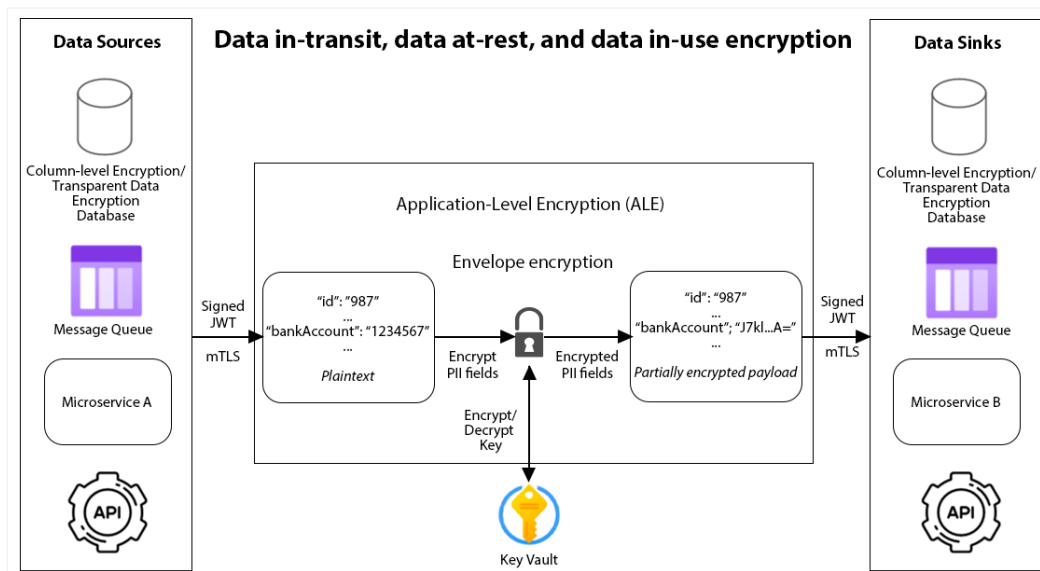 Data Sources
Data in-transit, data at-rest, and data in-use encryption
Data Sinks
Column-level Encryption/
Transparent Data
Encryption
Database
Message Queue
Microservice A
API
Signed
JWT
mTLS
Application-Level Encryption (ALE)
Envelope encryption
“id”: “987”
...
“bankAccount”: “1234567”
...
Plaintext
Encrypt
PII fields
Encrypted
PII fields
“id”: “987”
...
“bankAccount”; “J7kl...A=”
...
Partially encrypted payload
Encrypt/
Decrypt
Key
Key Vault
Signed
JWT
mTLS
Column-level Encryption/
Transparent Data
Encryption
Database
Message Queue
Microservice B
API